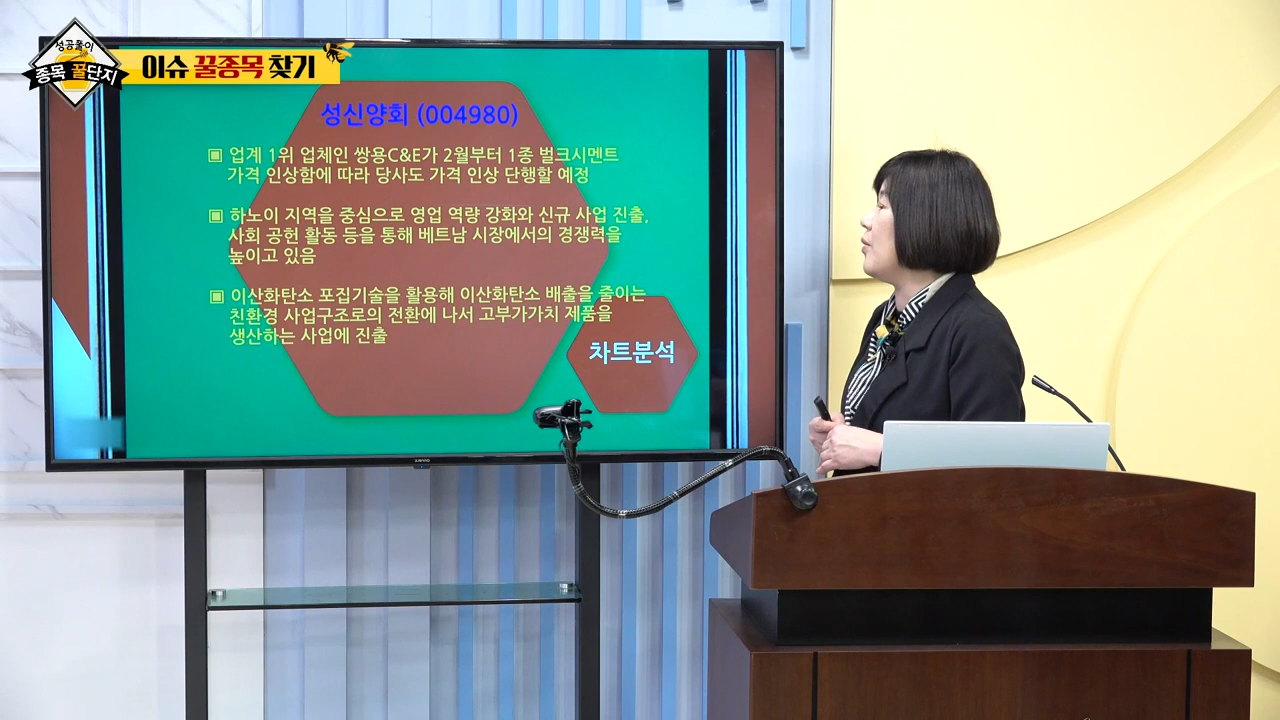 성공풀이
종목 꿀단지
이슈 꿀종목 찾기
성신양회 (004980)
▣ 업계 1위 업체인 쌍용C&E가 2월부터 1종 벌크시멘트
가격 인상함에 따라 당사도 가격 인상 단행할 예정
▣ 하노이 지역을 중심으로 영업 역량 강화와 신규 사업 진출,
사회 공헌 활동 등을 통해 베트남 시장에서의 경쟁력을
높이고 있음
▣ 이산화탄소 포집기술을 활용해 이산화탄소 배출을 줄이는
친환경 사업구조로의 전환에 나서 고부가가치 제품을
생산하는 사업에 진출
차트분석